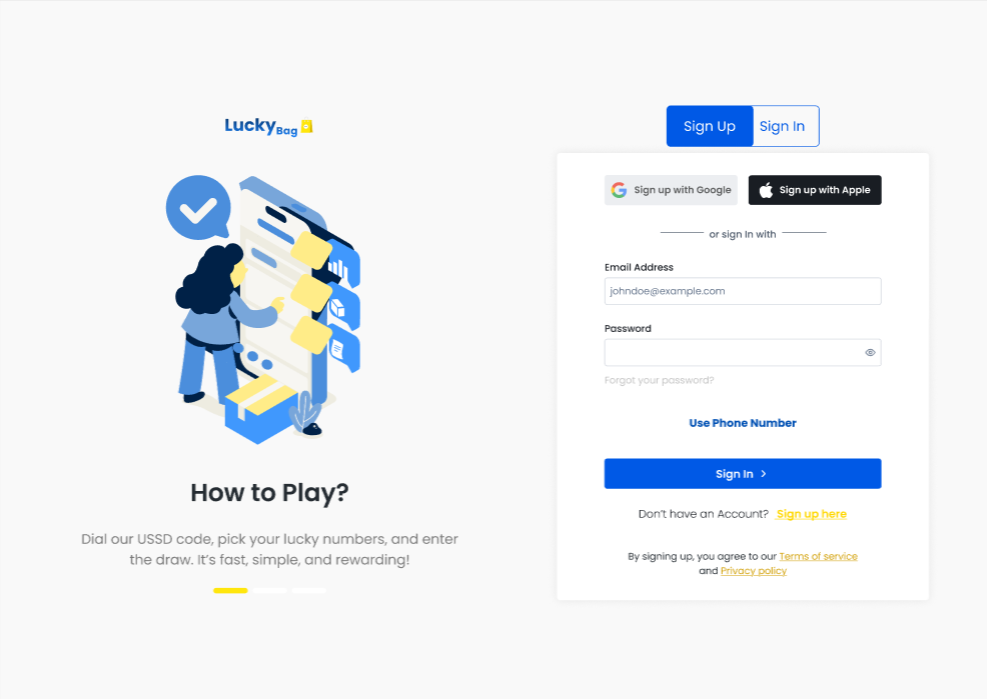 Lucky Bag
How to Play?
Dial our USSD code, pick your lucky numbers, and enter
the draw. It's fast, simple, and rewarding!
Sign Up Sign In
Sign up with Google Sign up with Apple
or sign In with
Email Address
johndoe@example.com
Password
Forgot your password?
Use Phone Number
Sign In >
Don't have an Account? Sign up here
By signing up, you agree to our Terms of service
and Privacy policy